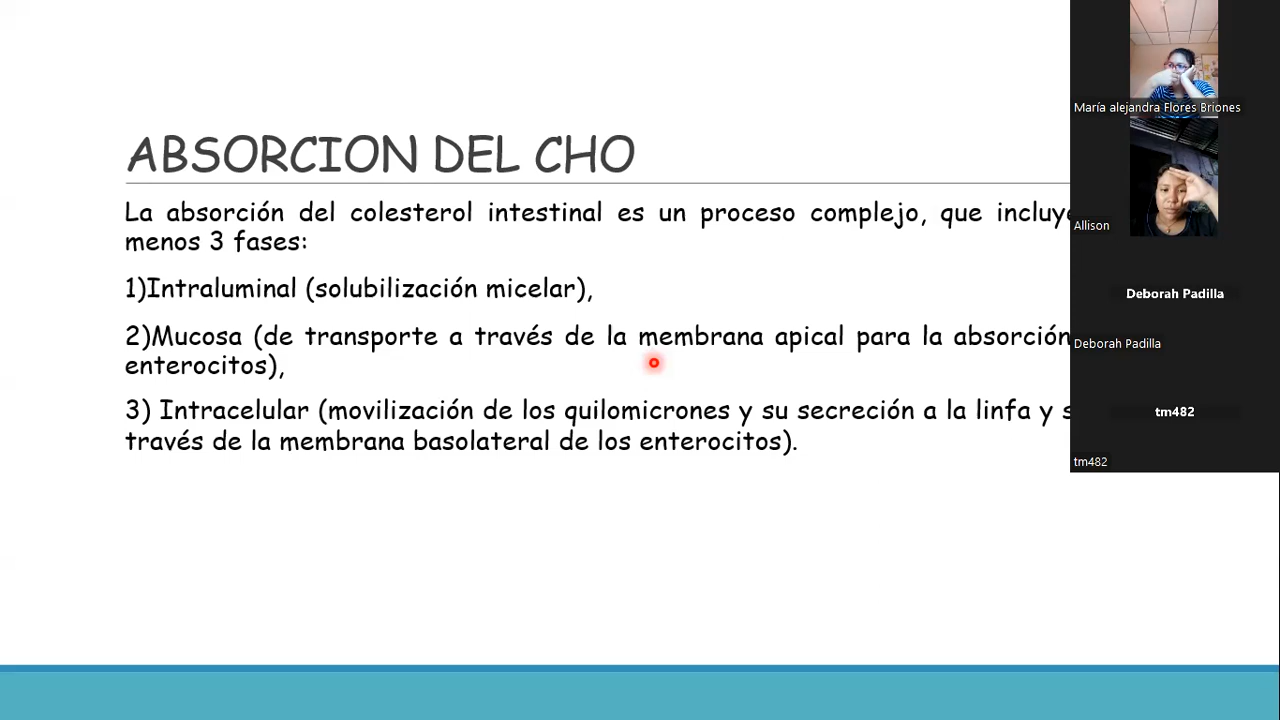 ABSORCION DEL CHO
La absorción del colesterol intestinal es un proceso complejo, que incluye
menos 3 fases:
1)Intraluminal (solubilización micelar),
2)Mucosa (de transporte a través de la membrana apical para la absorción
enterocitos),
3) Intracelular (movilización de los quilomicrones y su secreción a la linfa y
través de la membrana basolateral de los enterocitos).
María alejandra Flores Briones
Allison
Deborah Padilla
Deborah Padilla
tm482
tm482